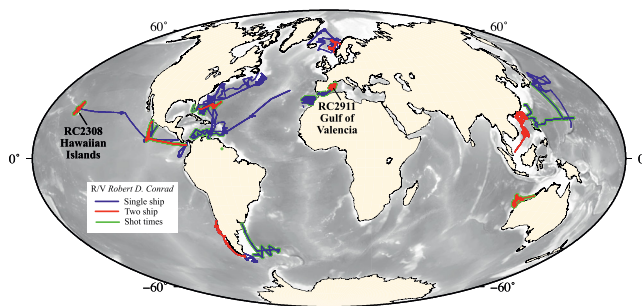 60˚
60˚
RC2911
Gulf of
Valencia
RC2308
Hawaiian
Islands
0˚
0˚
R/V Robert D. Conrad
Single ship
Two ship
Shot times
−60˚
−60˚